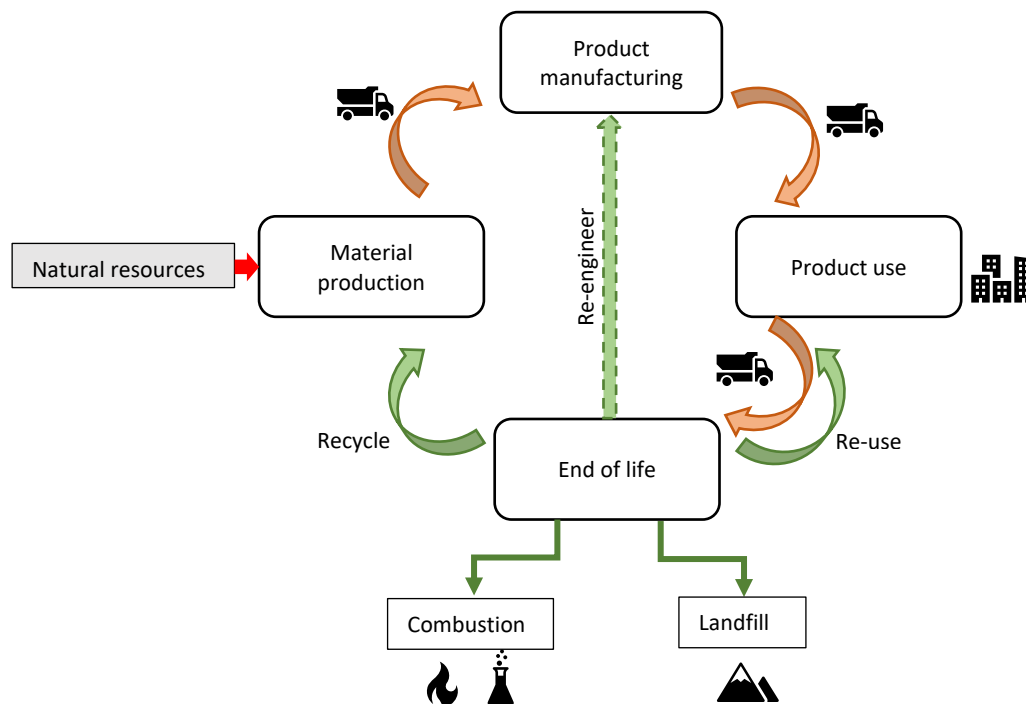 Product
manufacturing
Natural resources
Material
production
Re-engineer
Product use
Recycle
End of life
Re-use
Combustion
Landfill